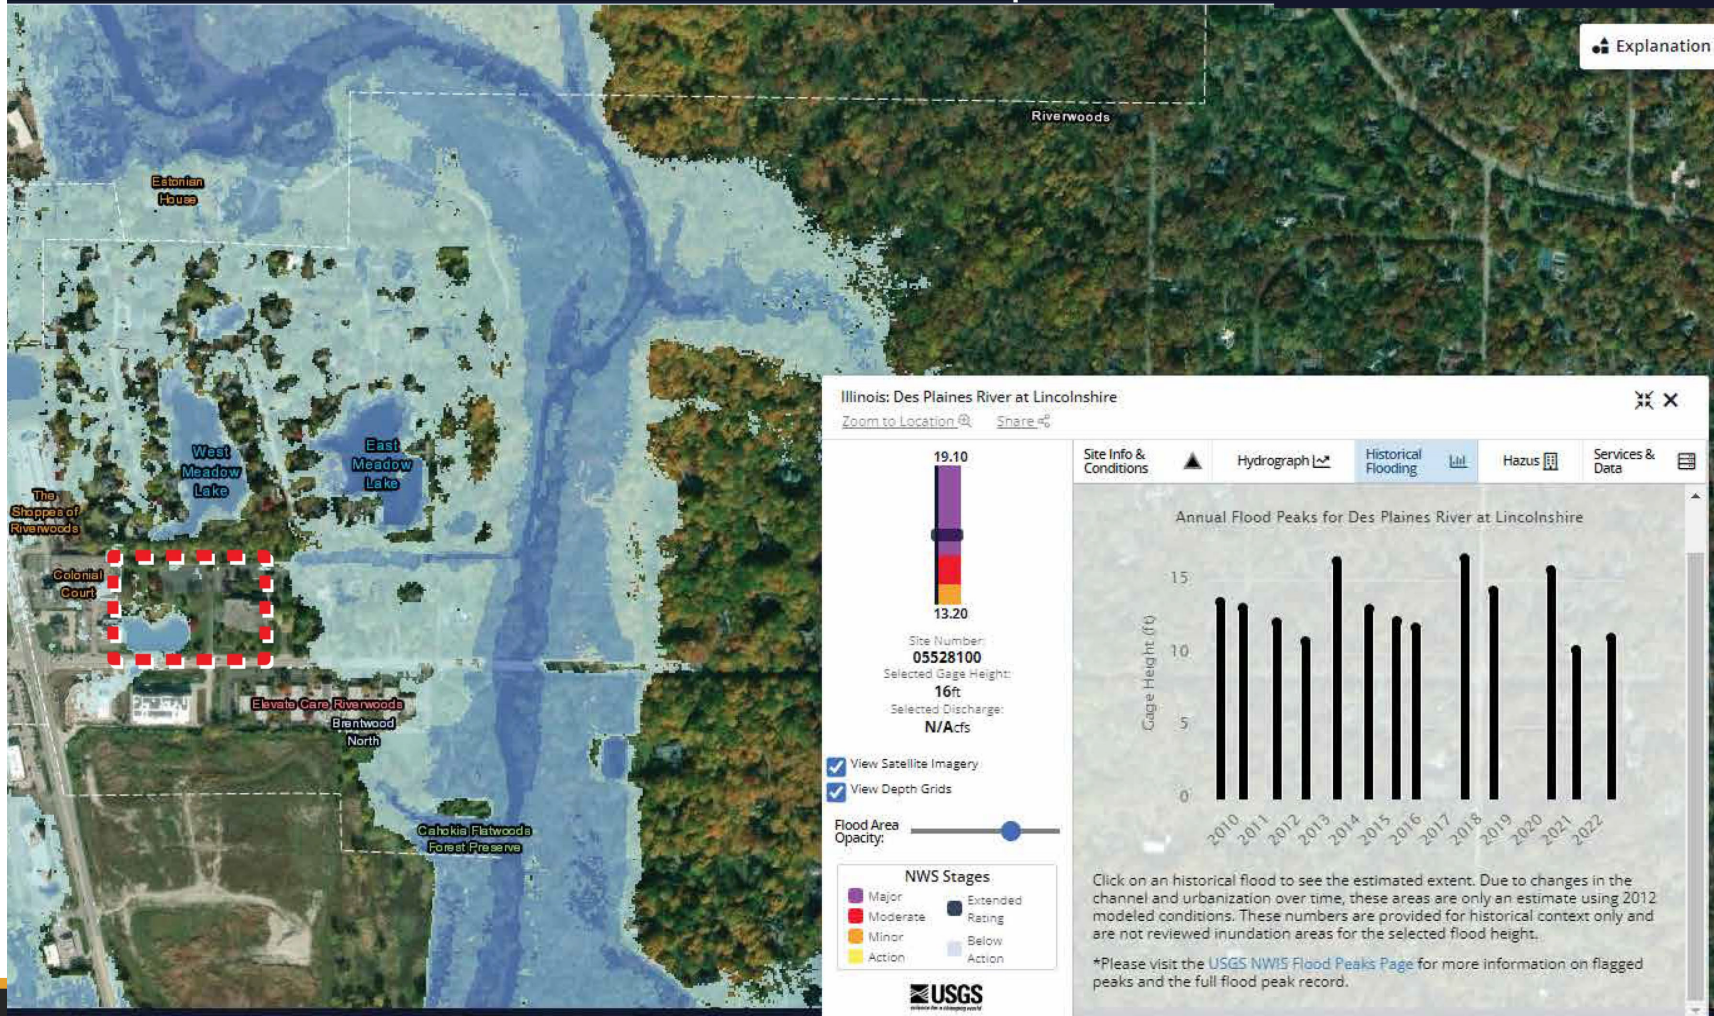 Explanation
Riverwoods
Estonian
House
West
Meadow
Lake
East
Meadow
Lake
The
Shoppes of
Riverwoods
Colonial
Court
Elevate Care Riverwoods
Brentwood
North
Cahokia Flatwoods
Forest Preserve
Illinois: Des Plaines River at Lincolnshire
Zoom to Location
Share
19.10
13.20
Site Number:
05528100
Selected Gage Height:
16ft
Selected Discharge:
N/Acfs
View Satellite Imagery
View Depth Grids
Flood Area
Opacity:
NWS Stages
Major
Moderate
Minor
Action
Extended
Rating
Below
Action
USGS
Site Info &
Conditions
Hydrograph
Historical
Flooding
Hazus
Services &
Data
Annual Flood Peaks for Des Plaines River at Lincolnshire
Gage Height (ft)
15
10
5
0
2010
2011
2012
2013
2014
2015
2016
2017
2018
2019
2020
2021
2022
Click on an historical flood to see the estimated extent. Due to changes in the
channel and urbanization over time, these areas are only an estimate using 2012
modeled conditions. These numbers are provided for historical context only and
are not reviewed inundation areas for the selected flood height.
*Please visit the USGS NWIS Flood Peaks Page for more information on flagged
peaks and the full flood peak record.